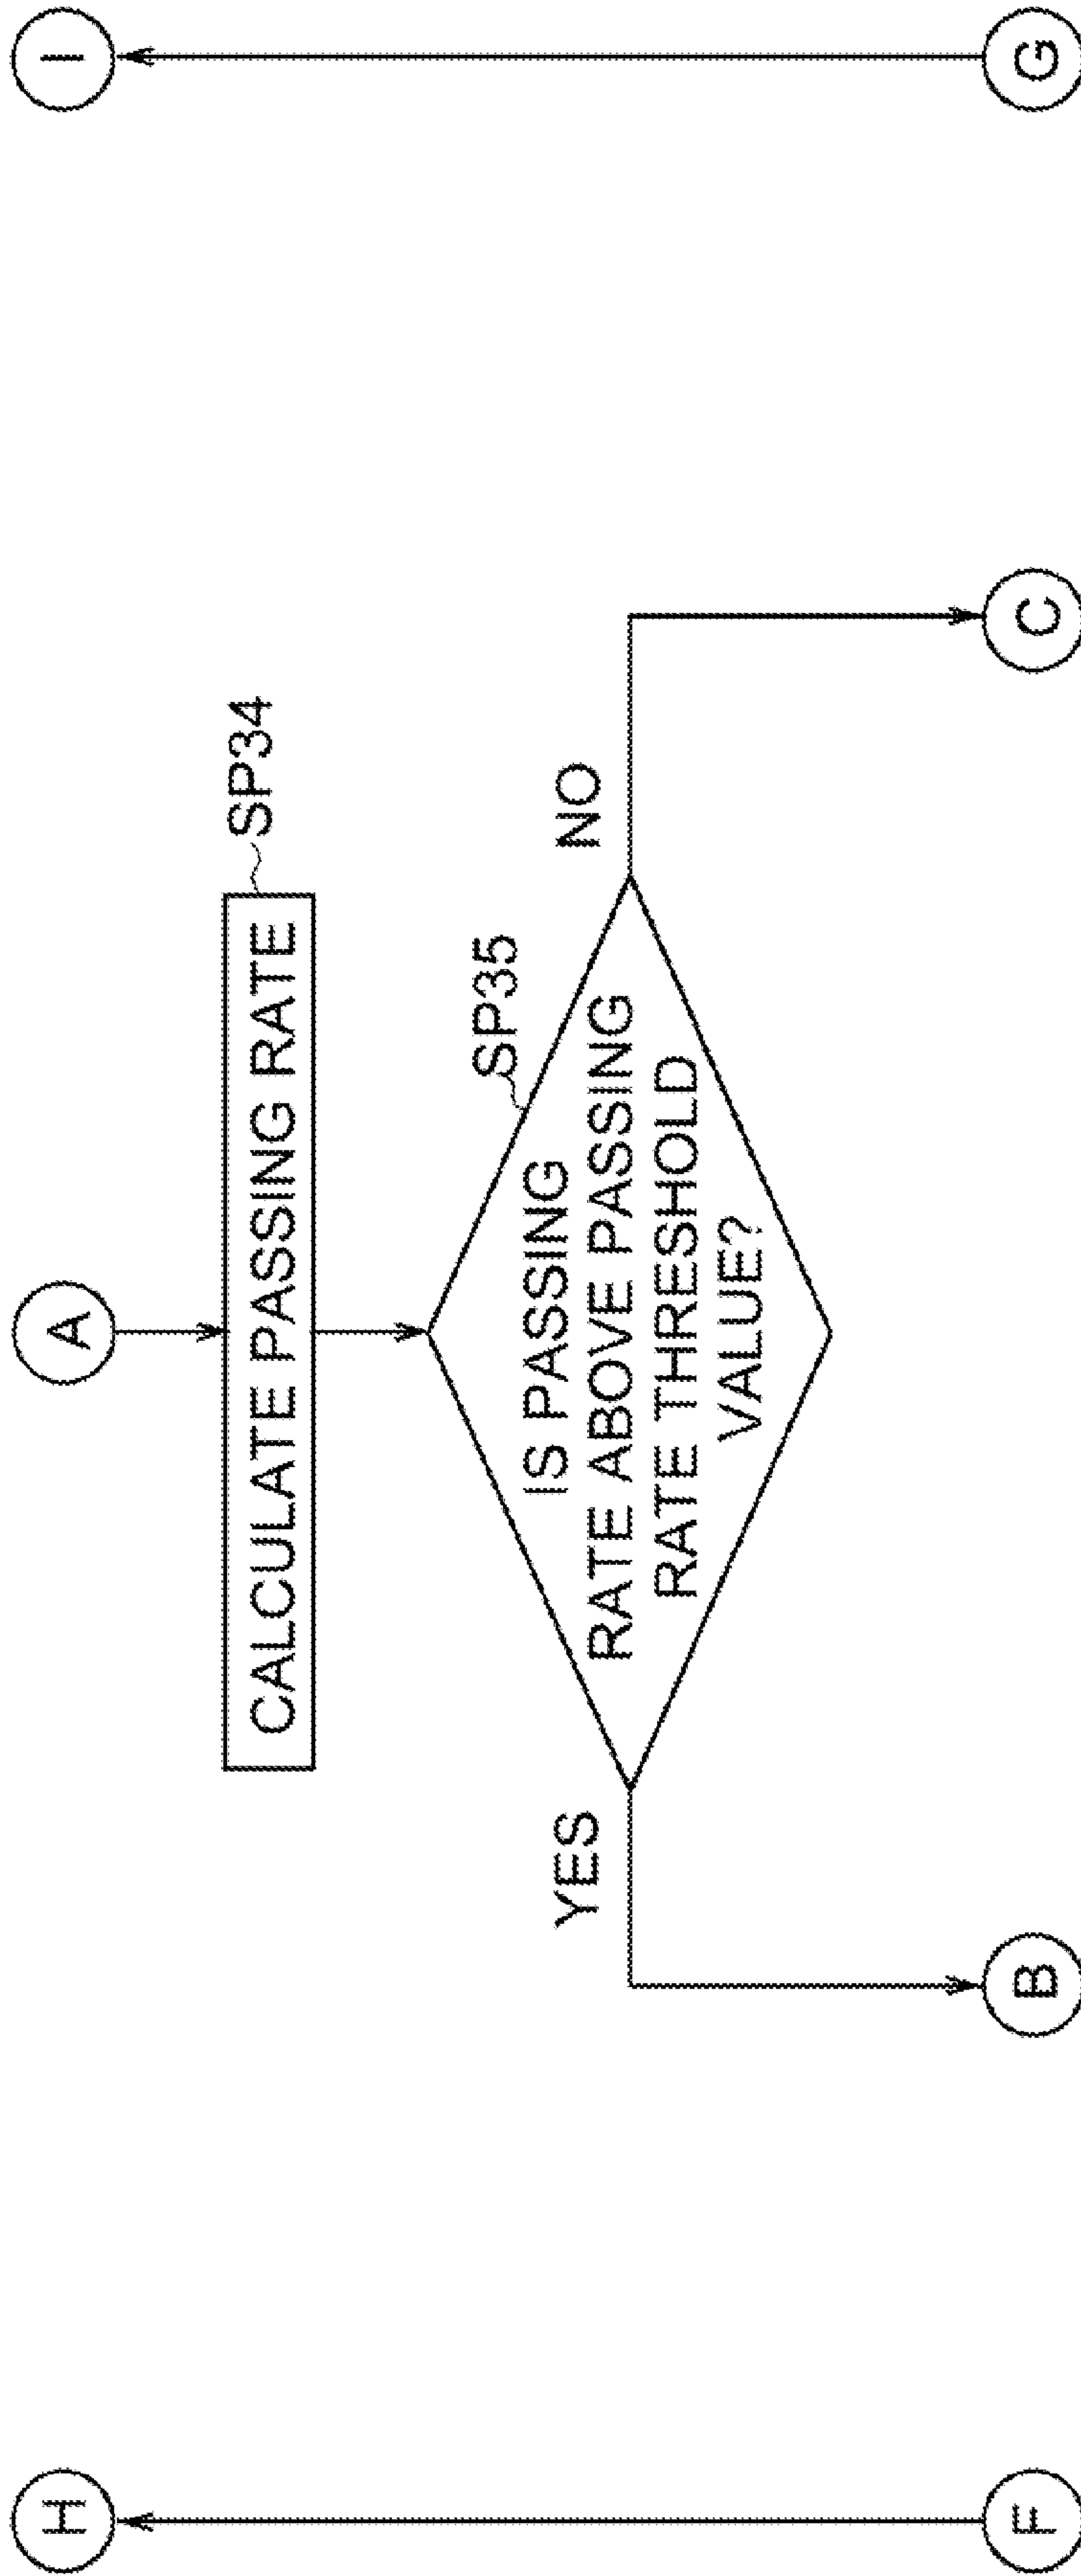 H
A
I
CALCULATE PASSING RATE
SP34
SP35
IS PASSING
RATE ABOVE PASSING
RATE THRESHOLD
VALUE?
YES
NO
F
B
C
G